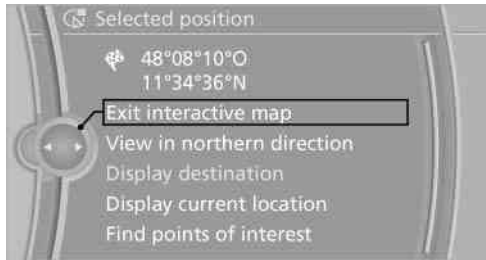 Selected position
48°08'10"O
11°34'36"N
Exit interactive map
View in northern direction
Display destination
Display current location
Find points of interest